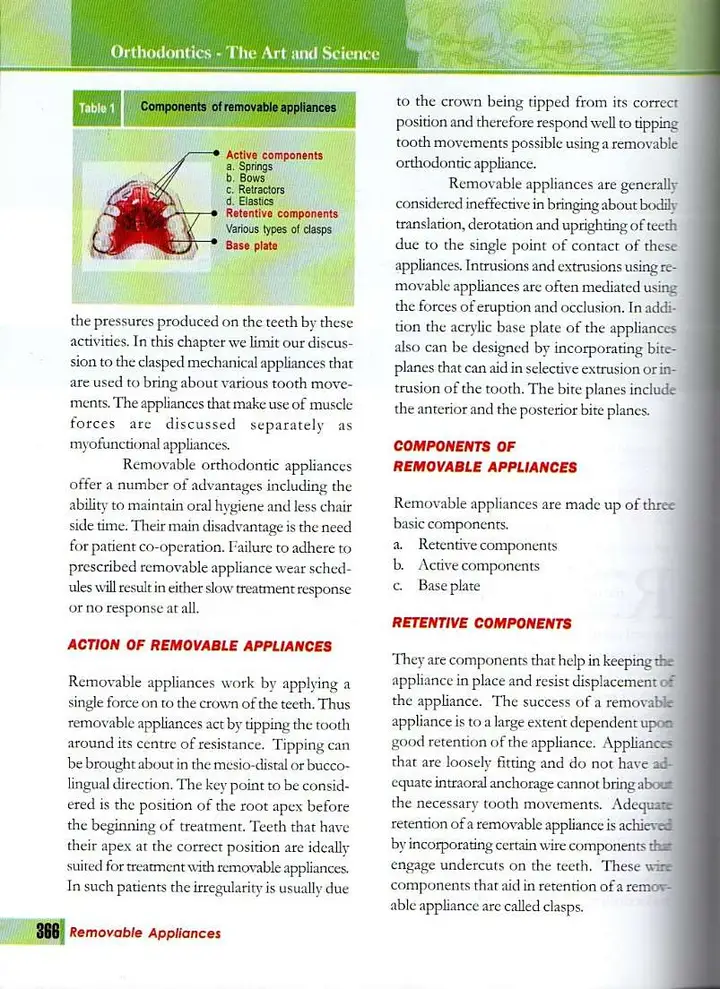 Orthodontics - The Art and Science
Table 1
Components of removable appliances
Active components
a. Springs
b. Bows
c. Retractors
d. Elastics
Retentive components
Various types of clasps
Base plate
the pressures produced on the teeth by these
activities. In this chapter we limit our discus-
sion to the clasped mechanical appliances that
are used to bring about various tooth move-
ments. The appliances that make use of muscle
forces are discussed separately as
myofunctional appliances.
Removable orthodontic appliances
offer a number of advantages including the
ability to maintain oral hygiene and less chair
side time. Their main disadvantage is the need
for patient co-operation. Failure to adhere to
prescribed removable appliance wear sched-
ules will result in either slow treatment response
or no response at all.
ACTION OF REMOVABLE APPLIANCES
Removable appliances work by applying a
single force on to the crown of the teeth. Thus
removable appliances act by tipping the tooth
around its centre of resistance. Tipping can
be brought about in the mesio-distal or bucco-
lingual direction. The key point to be consid-
ered is the position of the root apex before
the beginning of treatment. Teeth that have
their apex at the correct position are ideally
suited for treatment with removable appliances.
In such patients the irregularity is usually due
to the crown being tipped from its correct
position and therefore respond well to tipping
tooth movements possible using a removable
orthodontic appliance.
Removable appliances are generally
considered ineffective in bringing about bodily
translation, derotation and uprighting of teeth
due to the single point of contact of these
appliances. Intrusions and extrusions using re-
movable appliances are often mediated using
the forces of eruption and occlusion. In addi-
tion the acrylic base plate of the appliances
also can be designed by incorporating bite-
planes that can aid in selective extrusion or in-
trusion of the tooth. The bite planes include
the anterior and the posterior bite planes.
COMPONENTS OF
REMOVABLE APPLIANCES
Removable appliances are made up of three
basic components.
a. Retentive components
b. Active components
c. Base plate
RETENTIVE COMPONENTS
They are components that help in keeping the
appliance in place and resist displacement of
the appliance. The success of a removable
appliance is to a large extent dependent upon
good retention of the appliance. Appliances
that are loosely fitting and do not have ad-
equate intraoral anchorage cannot bring about
the necessary tooth movements. Adequate
retention of a removable appliance is achieved
by incorporating certain wire components that
engage undercuts on the teeth. These wire
components that aid in retention of a remov-
able appliance are called clasps.
366 Removable Appliances